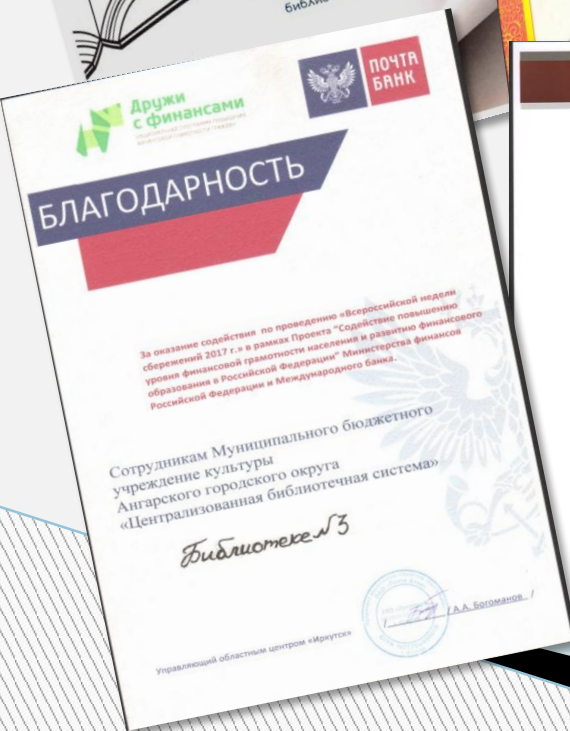 Дружи
с финансами
ПОЧТА
БАНК
БЛАГОДАРНОСТЬ
За оказание содействия по проведению «Всероссийской недели
сбережений 2017 г.» в рамках Проекта "Содействие повышению
уровня финансовой грамотности населения и развитию финансового
образования в Российской Федерации" Министерства финансов
Российской Федерации и Международного банка.
Сотрудникам Муниципального бюджетного
учреждение культуры
Ангарского городского округа
«Централизованная библиотечная система»
Библиотеке №3
Управляющий областным центром «Иркутск»
/ А.А. Богоманов /